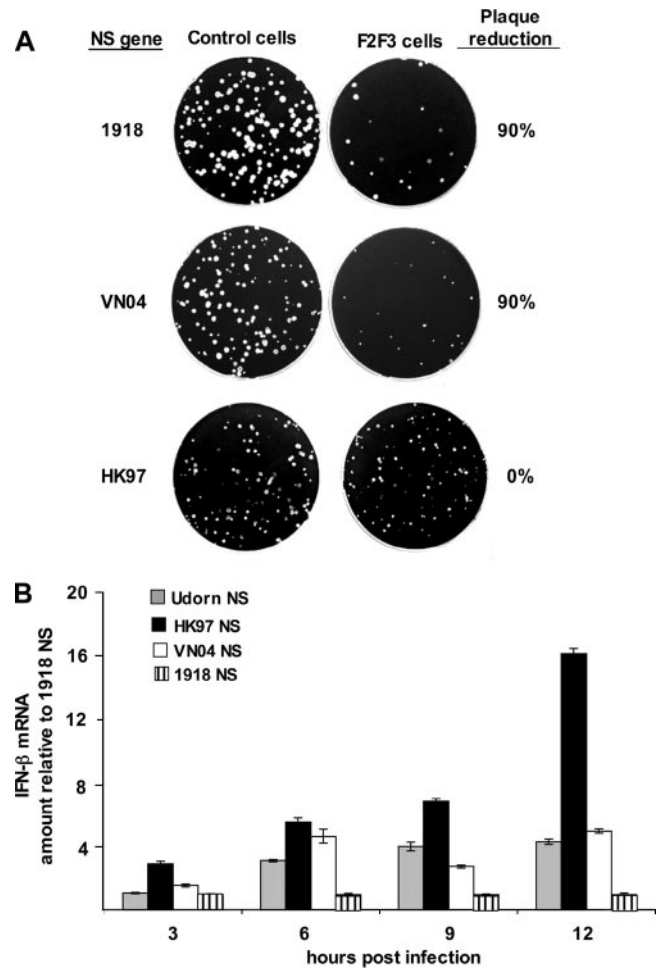 A
NS gene Control cells F2F3 cells Plaque reduction
1918 90%
VN04 90%
HK97 0%
B
20
16
12
8
4
IFN-β mRNA
amount relative to 1918 NS
Udorn NS
HK97 NS
VN04 NS
1918 NS
3 6 9 12
hours post infection